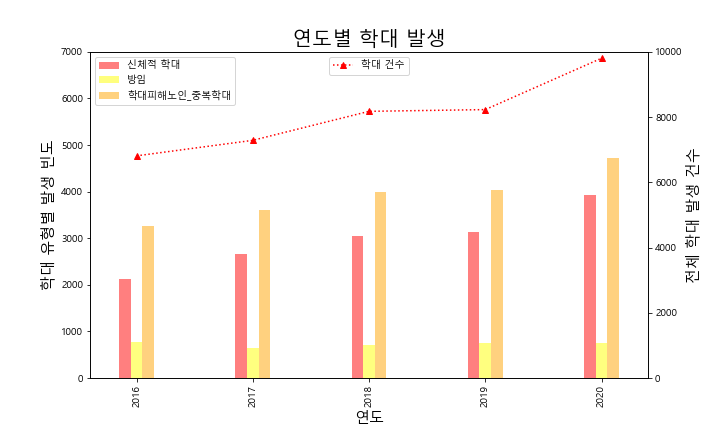 연도별 학대 발생
신체적 학대
방임
학대피해노인_중복학대
학대 건수
학대 유형별 발생 빈도
7000
6000
5000
4000
3000
2000
1000
0
10000
8000
6000
4000
2000
0
전체 학대 발생 건수
2016
2017
2018
2019
2020
연도